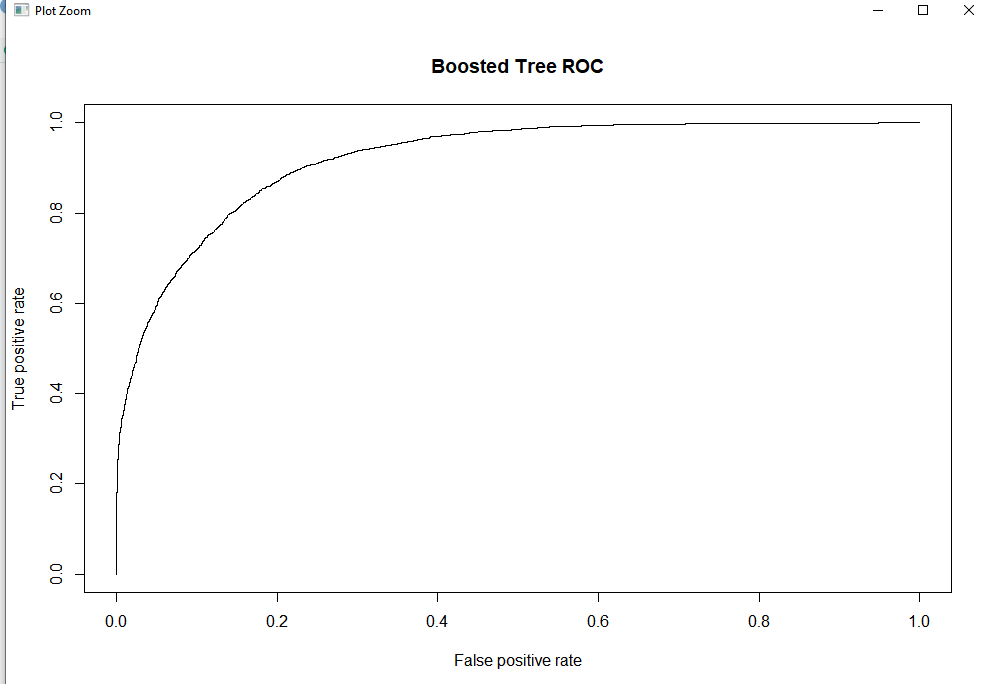 Plot Zoom
Boosted Tree ROC
True positive rate
1.0
0.8
0.6
0.4
0.2
0.0
0.0 0.2 0.4 0.6 0.8 1.0
False positive rate